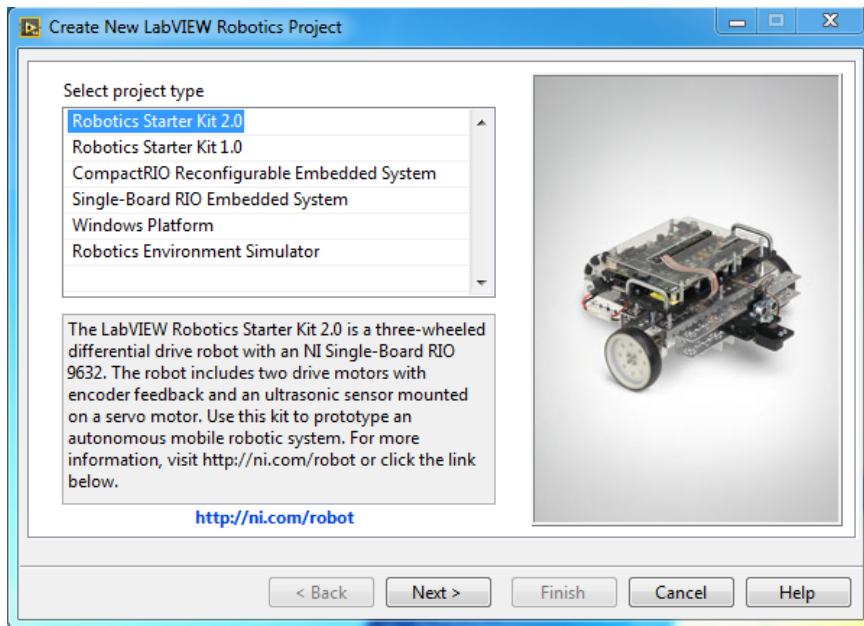 Create New LabVIEW Robotics Project
Select project type
Robotics Starter Kit 2.0
Robotics Starter Kit 1.0
CompactRIO Reconfigurable Embedded System
Single-Board RIO Embedded System
Windows Platform
Robotics Environment Simulator
The LabVIEW Robotics Starter Kit 2.0 is a three-wheeled
differential drive robot with an NI Single-Board RIO
9632. The robot includes two drive motors with
encoder feedback and an ultrasonic sensor mounted
on a servo motor. Use this kit to prototype an
autonomous mobile robotic system. For more
information, visit http://ni.com/robot or click the link
below.
http://ni.com/robot
< Back Next > Finish Cancel Help